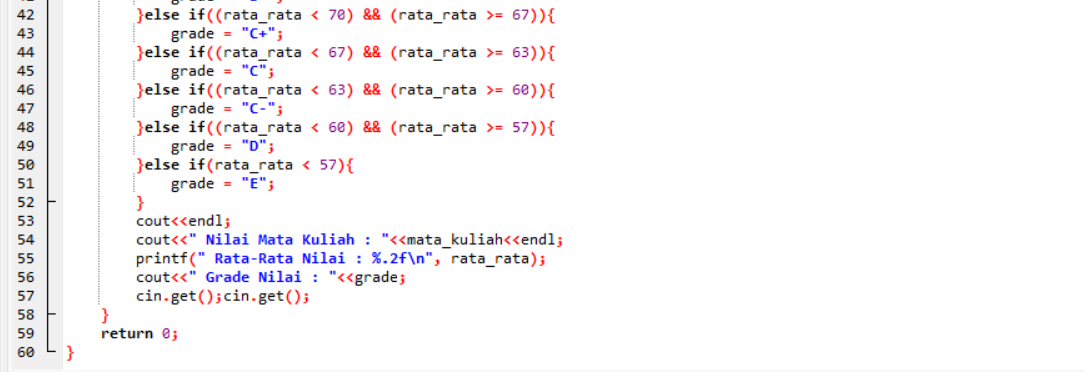 42 }else if((rata_rata < 70) && (rata_rata >= 67)){
43 grade = "C+";
44 }else if((rata_rata < 67) && (rata_rata >= 63)){
45 grade = "C";
46 }else if((rata_rata < 63) && (rata_rata >= 60)){
47 grade = "C-";
48 }else if((rata_rata < 60) && (rata_rata >= 57)){
49 grade = "D";
50 }else if(rata_rata < 57){
51 grade = "E";
52 }
53 cout<<endl;
54 cout<<" Nilai Mata Kuliah : "<<mata_kuliah<<endl;
55 printf(" Rata-Rata Nilai : %.2f\n", rata_rata);
56 cout<<" Grade Nilai : "<<grade;
57 cin.get();cin.get();
58 }
59 return 0;
60 }